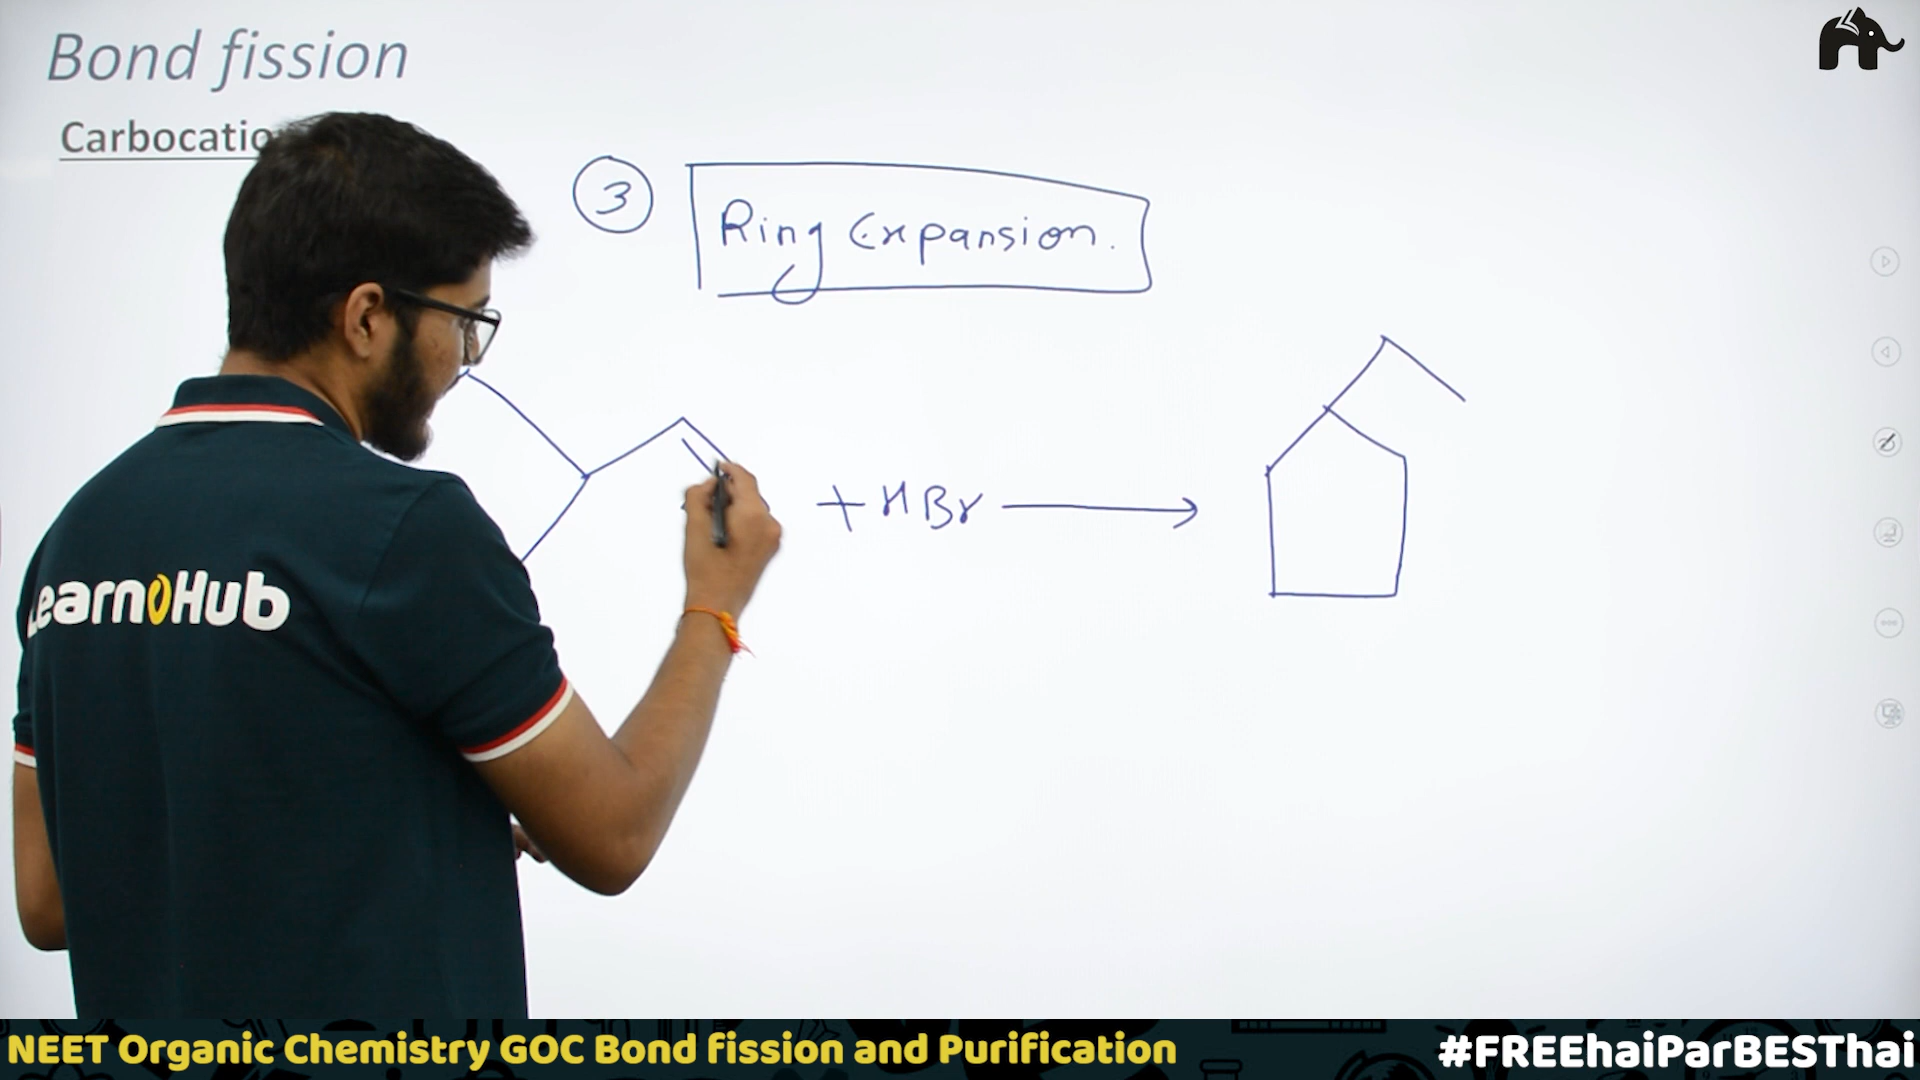 Bond fission
Carbocatio
3
Ring Expansion.
+ HBr
LearnoHub
NEET Organic Chemistry GOC Bond fission and Purification
#FREEhaiParBESThai